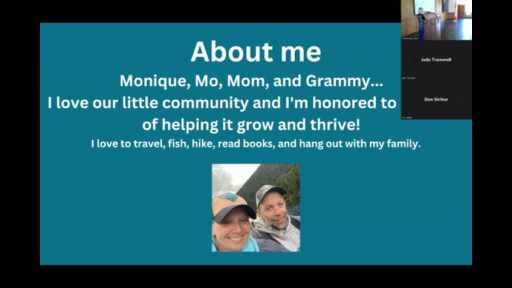 About me
Monique, Mo, Mom, and Grammy...
I love our little community and I'm honored to
of helping it grow and thrive!
I love to travel, fish, hike, read books, and hang out with my family.
Jada Trammell
Don Striker